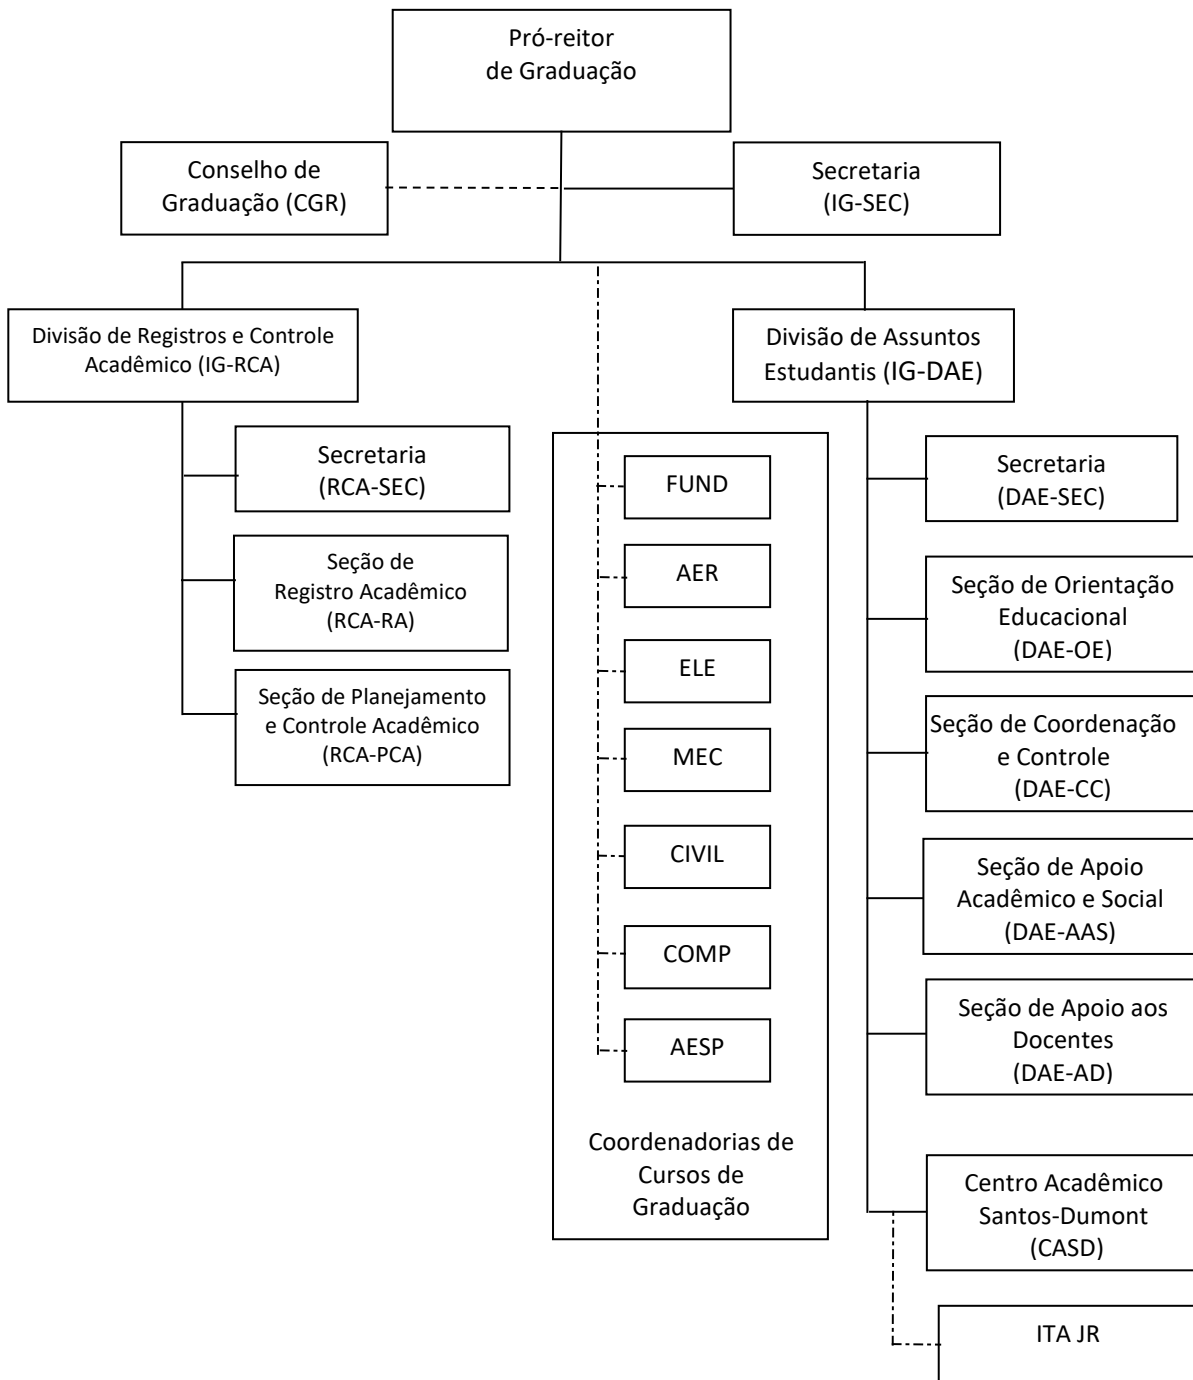 Pró-reitor
de Graduação
Conselho de
Graduação (CGR)
Secretaria
(IG-SEC)
Divisão de Registros e Controle
Acadêmico (IG-RCA)
Divisão de Assuntos
Estudantis (IG-DAE)
Secretaria
(RCA-SEC)
Seção de
Registro Acadêmico
(RCA-RA)
Seção de Planejamento
e Controle Acadêmico
(RCA-PCA)
FUND
AER
ELE
MEC
CIVIL
COMP
AESP
Coordenadorias de
Cursos de
Graduação
Secretaria
(DAE-SEC)
Seção de Orientação
Educacional
(DAE-OE)
Seção de Coordenação
e Controle
(DAE-CC)
Seção de Apoio
Acadêmico e Social
(DAE-AAS)
Seção de Apoio aos
Docentes
(DAE-AD)
Centro Acadêmico
Santos-Dumont
(CASD)
ITA JR